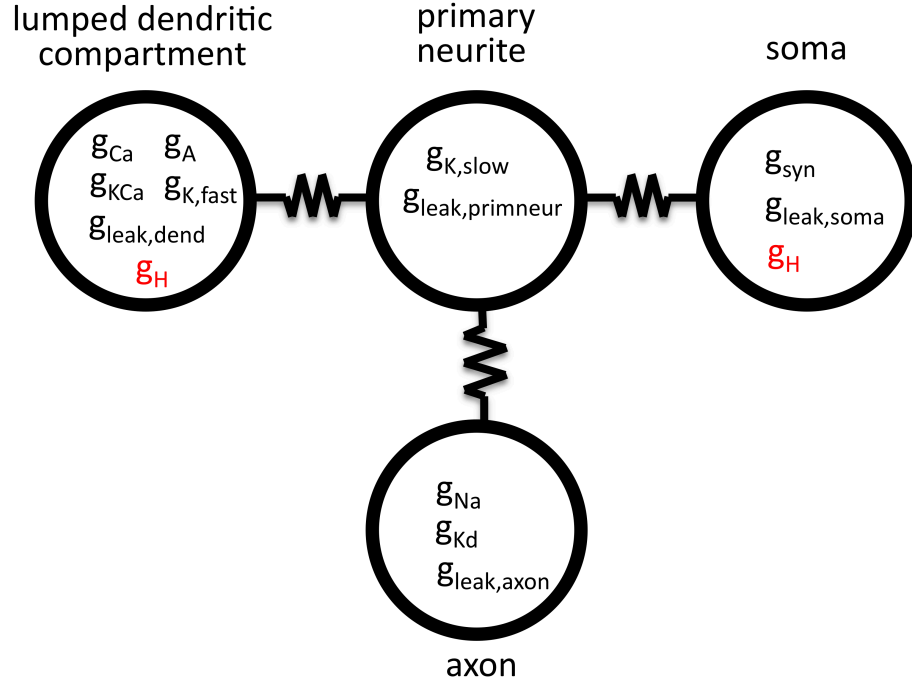 lumped dendritic
compartment
primary
neurite
soma
gCa gA
gKCa gK,fast
gleak,dend
gH
gK,slow
gleak,primneur
gsyn
gleak,soma
gH
gNa
gKd
gleak,axon
axon